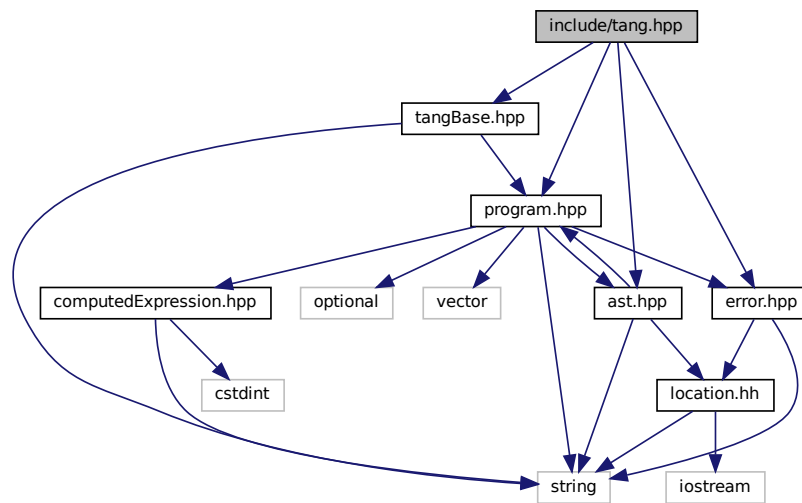 include/tang.hpp
tangBase.hpp
program.hpp
computedExpression.hpp
optional
vector
ast.hpp
error.hpp
cstdint
location.hh
string
iostream